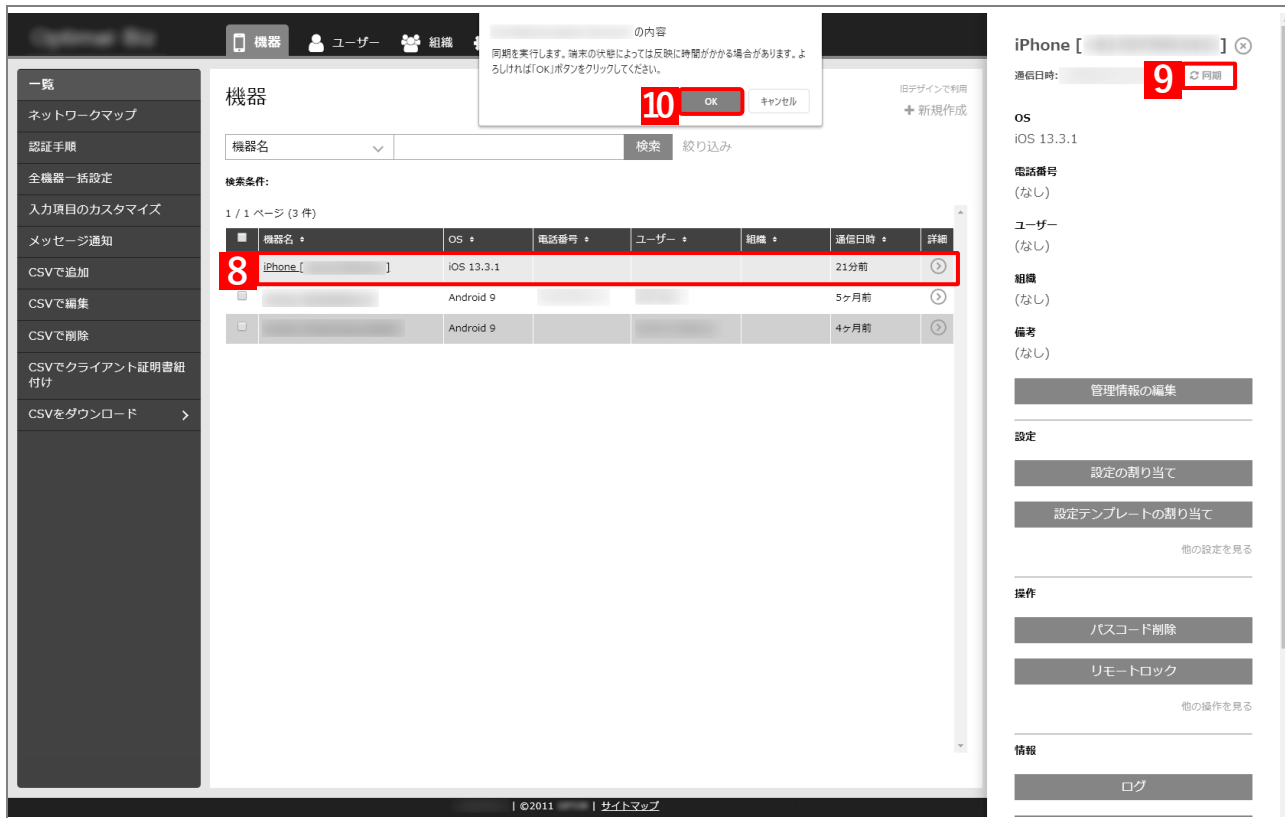 機器
ユーザー
組織
の内容
同期を実行します。端末の状態によっては反映に時間がかかる場合があります。よ
ろしければ「OK」ボタンをクリックしてください。
10
OK
キャンセル
一覧
ネットワークマップ
認証手順
全機器一括設定
入力項目のカスタマイズ
メッセージ通知
CSVで追加
CSVで編集
CSVで削除
CSVでクライアント証明書紐
付け
CSVをダウンロード
機器
旧デザインで利用
新規作成
機器名
検索
絞り込み
検索条件:
1 / 1 ページ (3 件)
機器名 OS 電話番号 ユーザー 組織 通信日時 詳細
8
iPhone [ ] iOS 13.3.1 21分前
Android 9 5ヶ月前
Android 9 4ヶ月前
| ©2011 | サイトマップ
iPhone [ ]
通信日時:
9
同期
OS
iOS 13.3.1
電話番号
(なし)
ユーザー
(なし)
組織
(なし)
備考
(なし)
管理情報の編集
設定
設定の割り当て
設定テンプレートの割り当て
他の設定を見る
操作
パスコード削除
リモートロック
他の操作を見る
情報
ログ